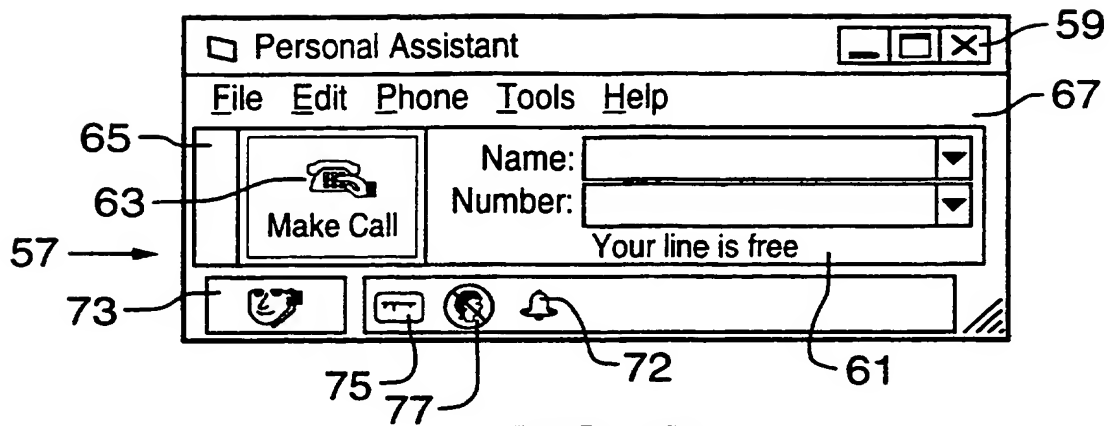 Personal Assistant
59
File Edit Phone Tools Help
67
65
Name:
63
Number:
Make Call
Your line is free
57
73
75
77
72
61